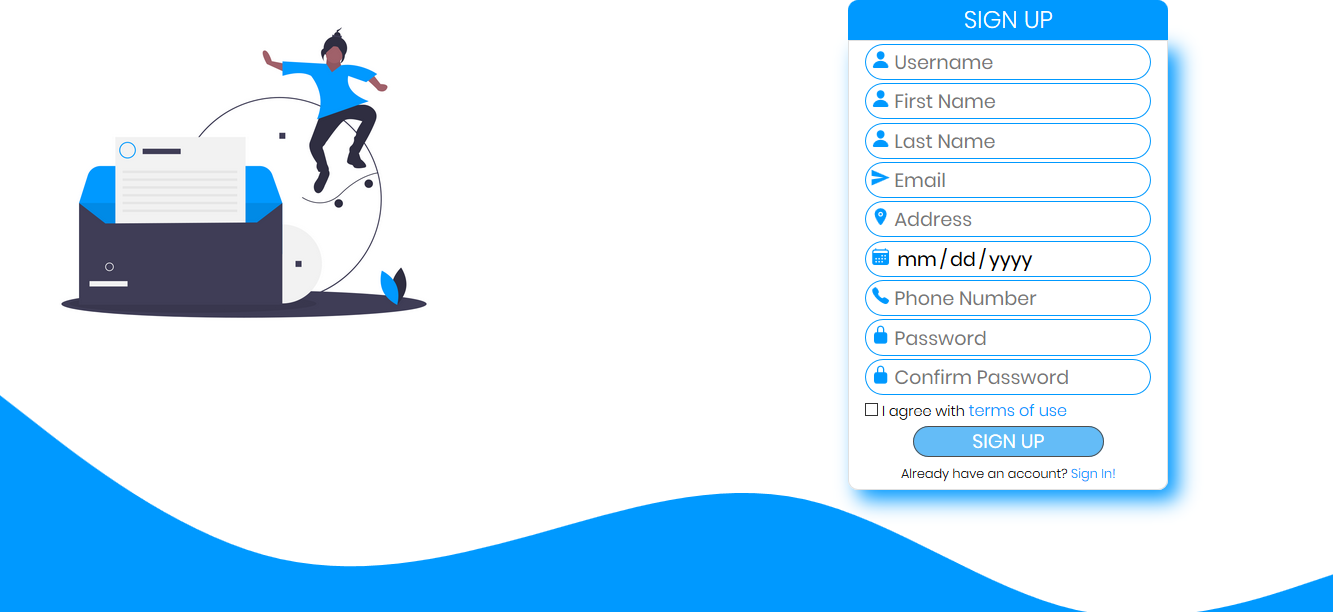 SIGN UP
Username
First Name
Last Name
Email
Address
mm/dd/yyyy
Phone Number
Password
Confirm Password
I agree with terms of use
SIGN UP
Already have an account? Sign In!